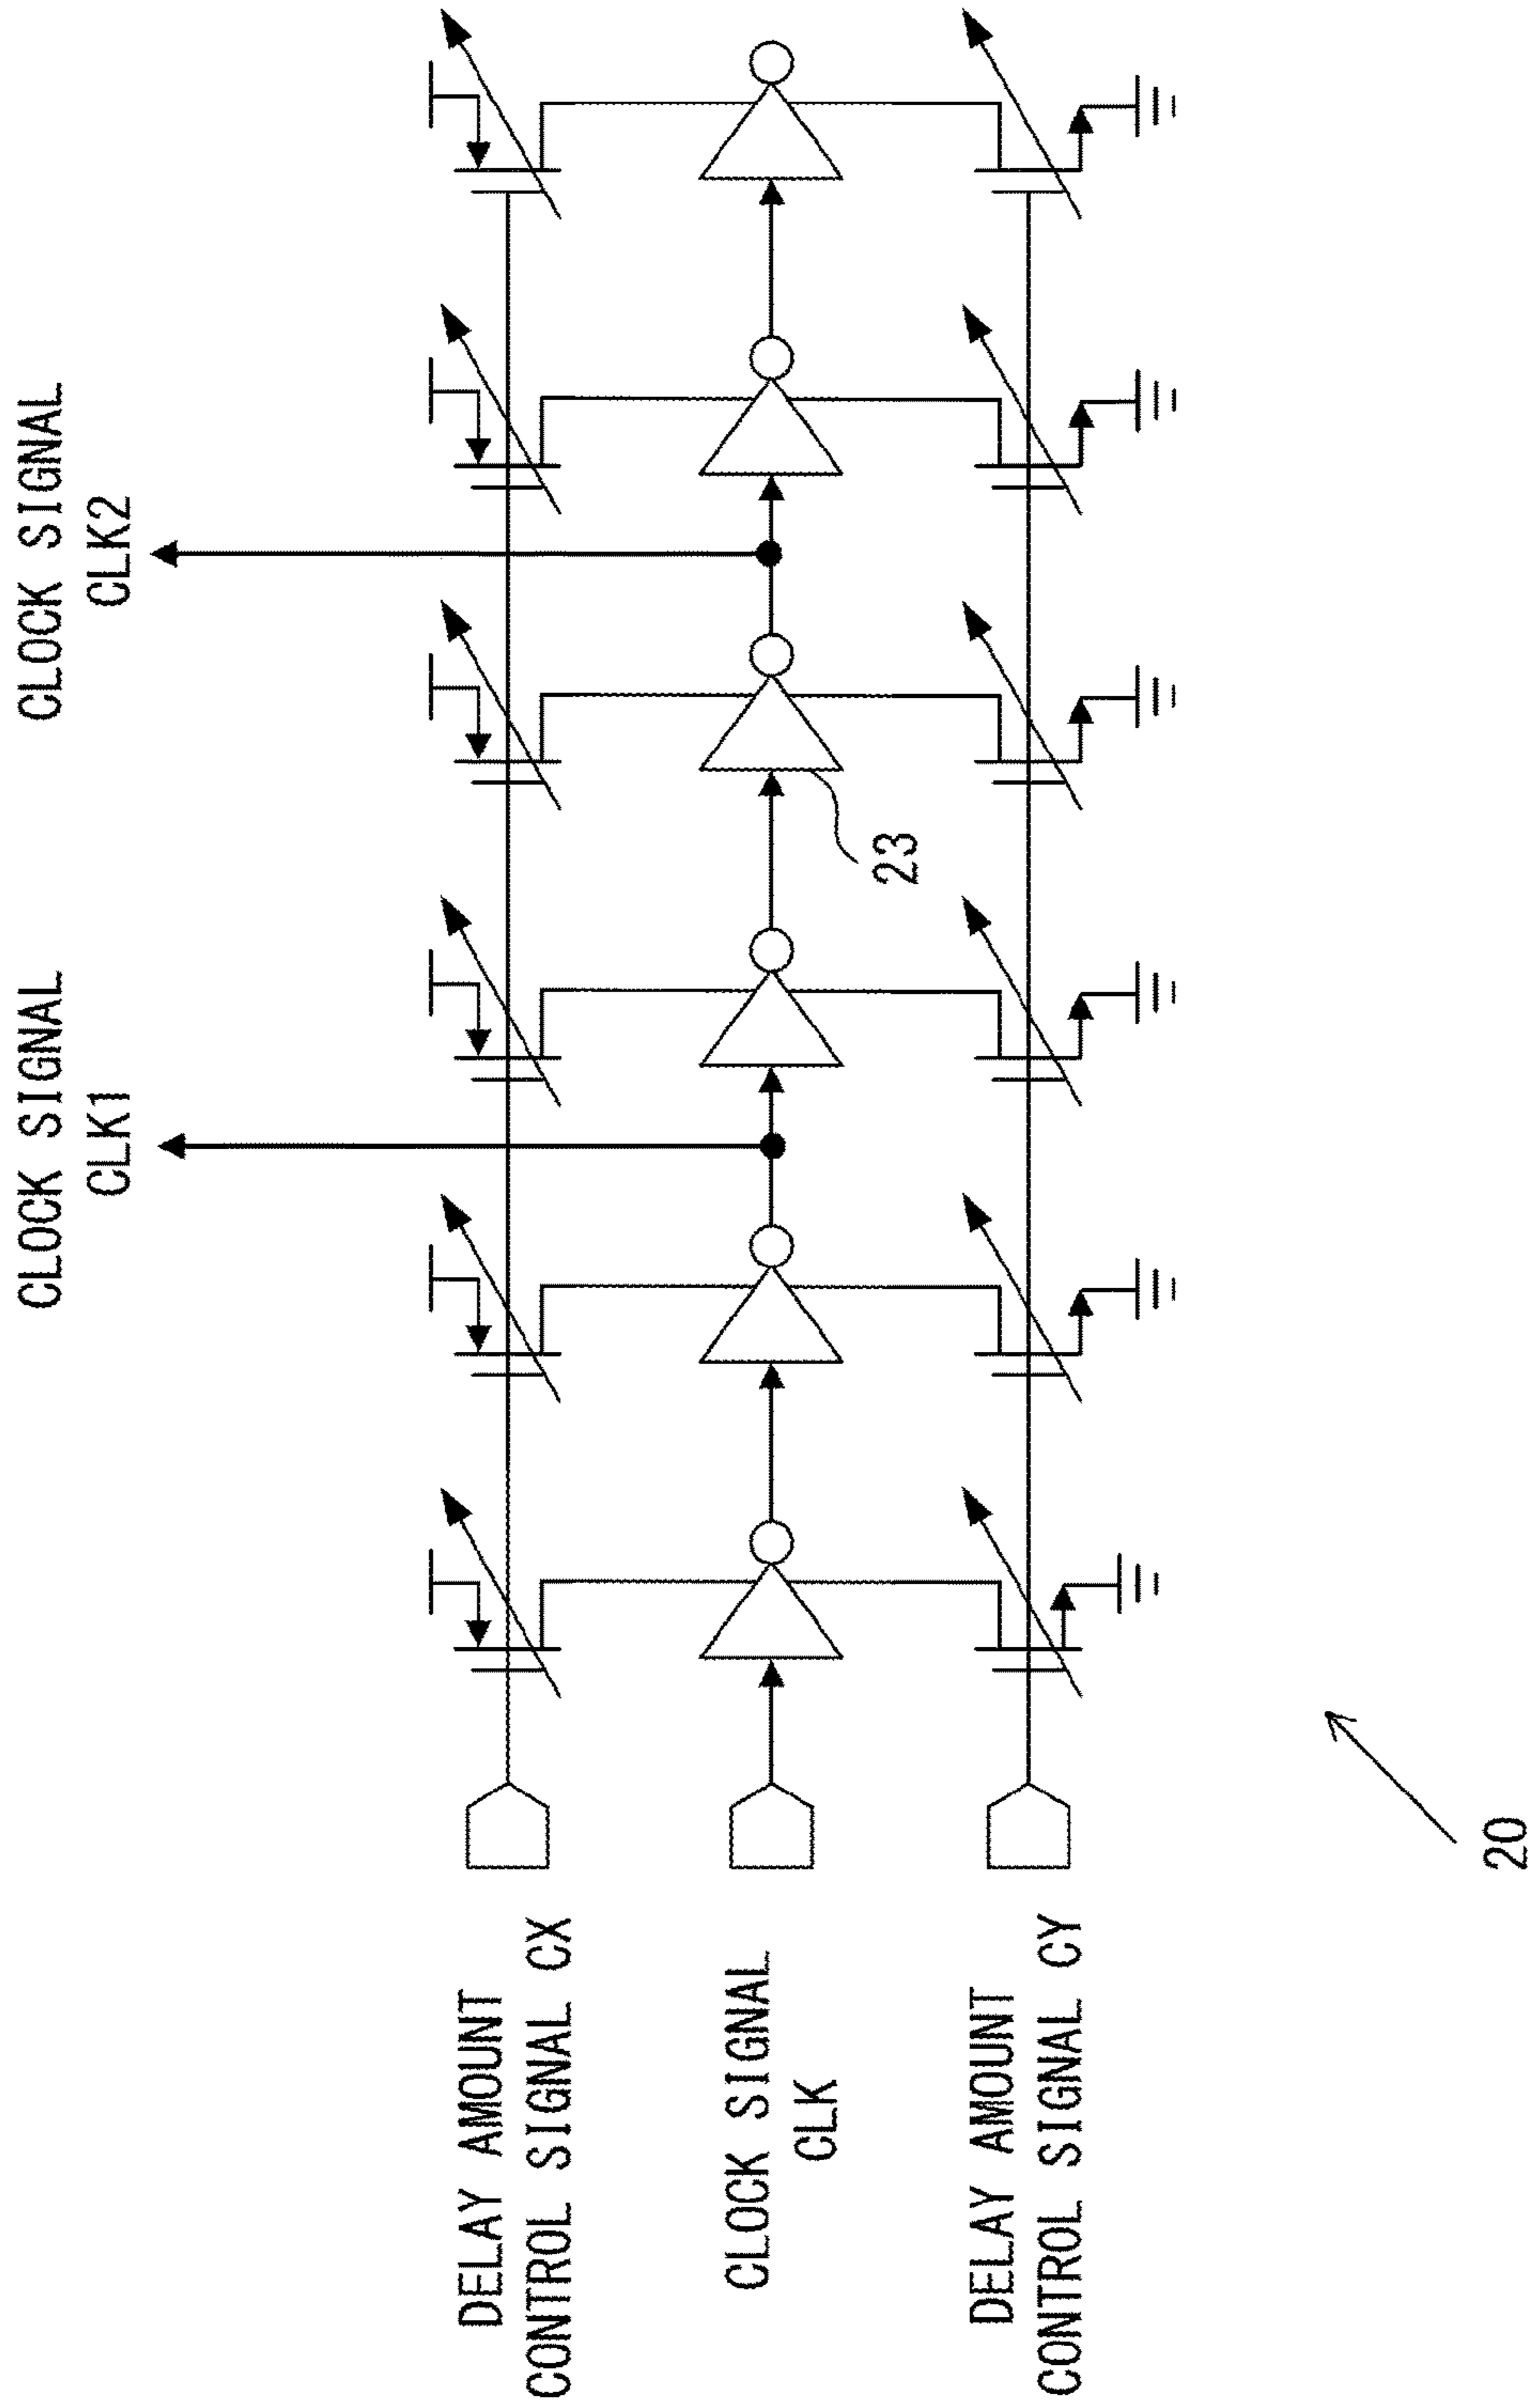 CLOCK SIGNAL
CLK1
CLOCK SIGNAL
CLK2
DELAY AMOUNT
CONTROL SIGNAL CX
CLOCK SIGNAL
CLK
23
DELAY AMOUNT
CONTROL SIGNAL CY
20